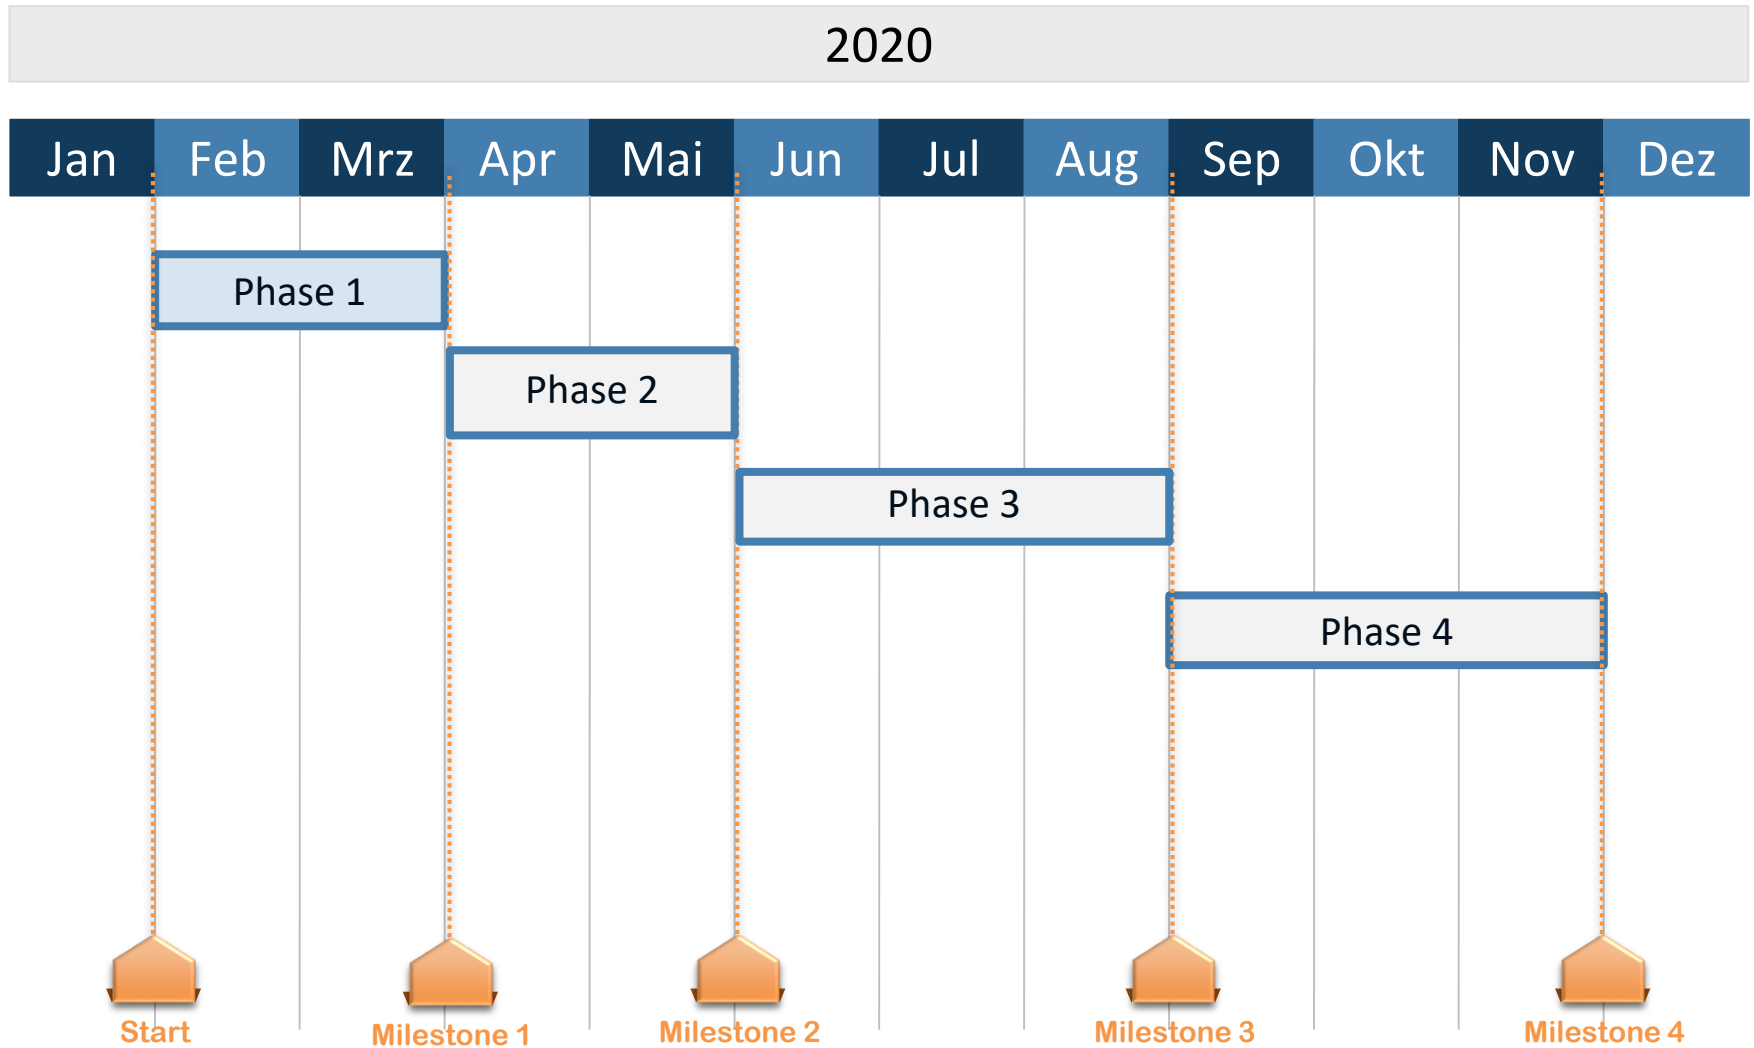 2020
Jan Feb Mrz Apr Mai Jun Jul Aug Sep Okt Nov Dez
Phase 1
Phase 2
Phase 3
Phase 4
Start Milestone 1 Milestone 2 Milestone 3 Milestone 4